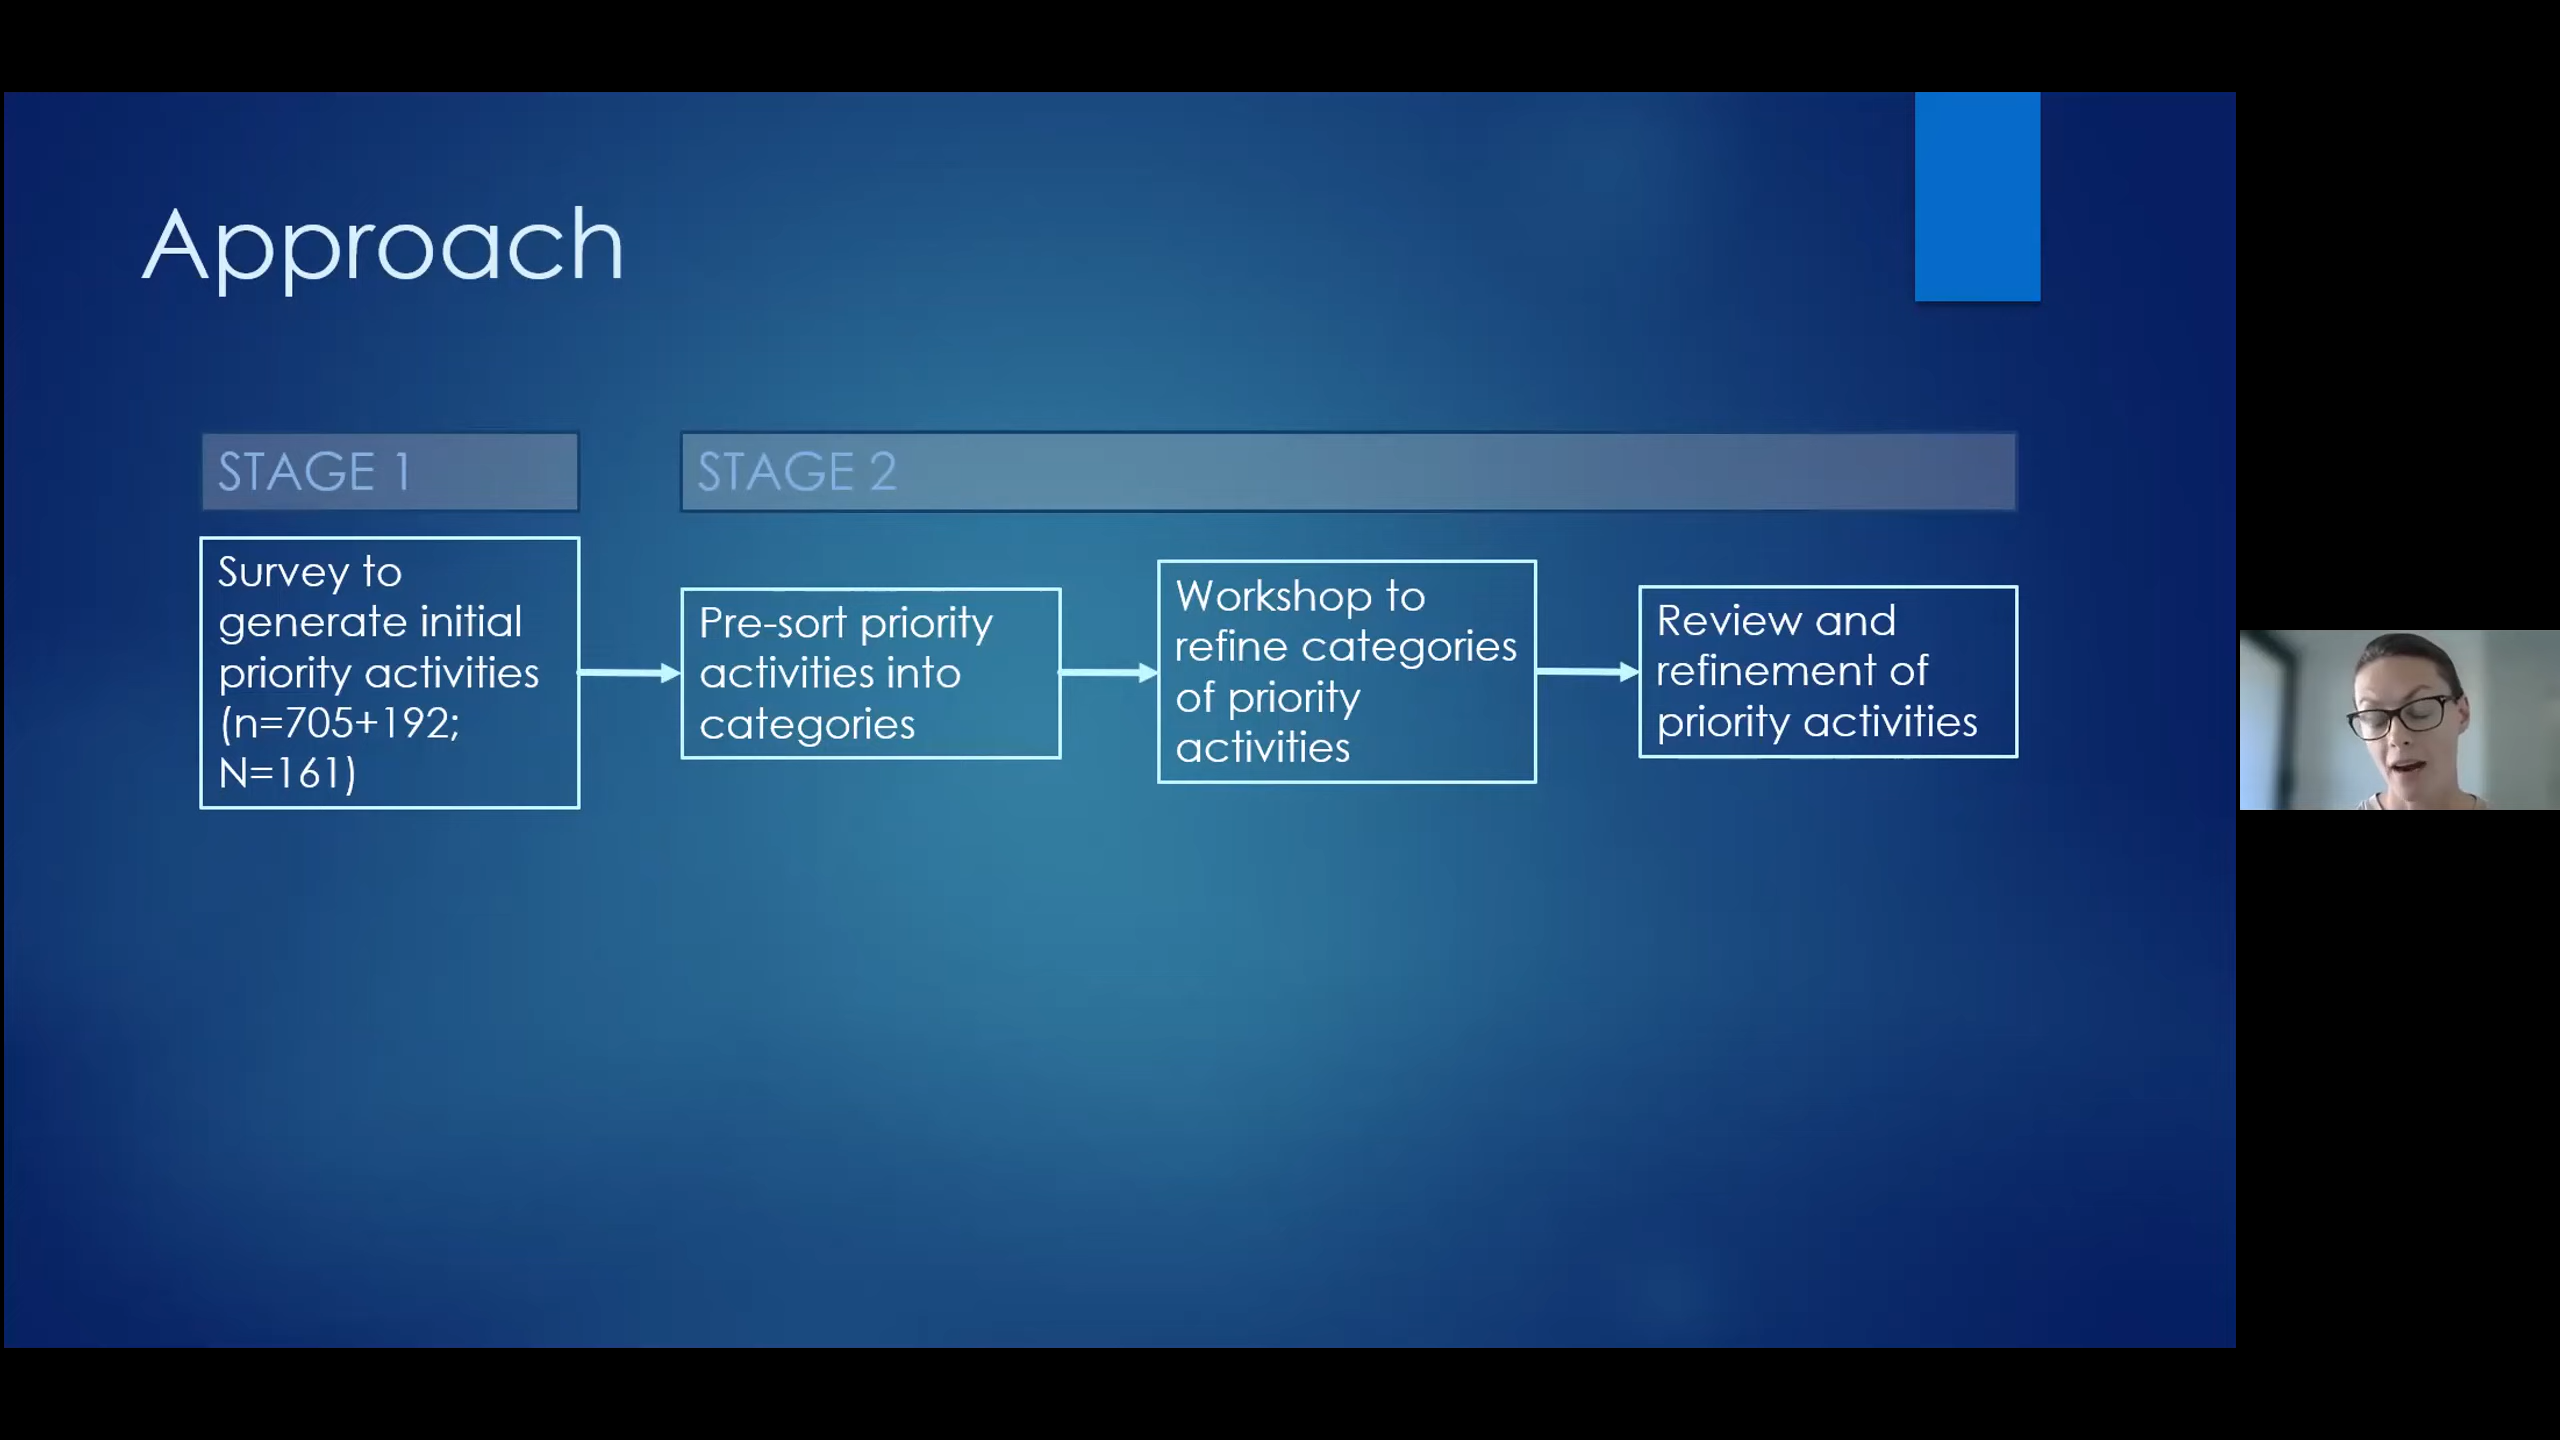 Approach
STAGE 1
STAGE 2
Survey to
generate initial
priority activities
(n=705+192;
N=161)
Pre-sort priority
activities into
categories
Workshop to
refine categories
of priority
activities
Review and
refinement of
priority activities